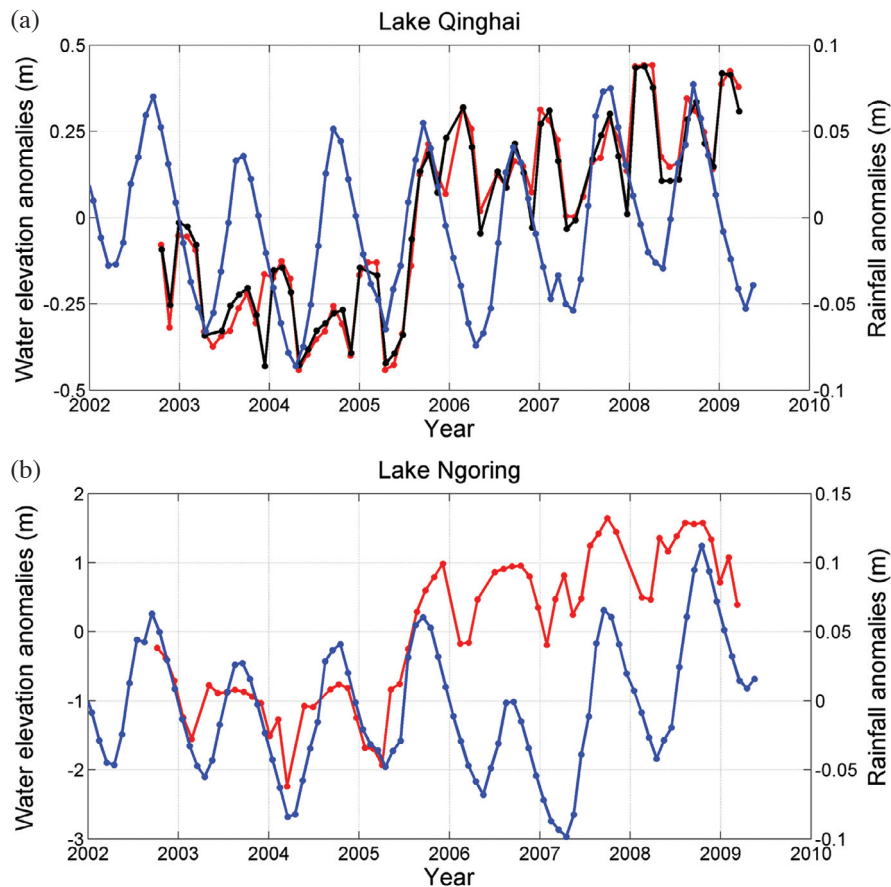 (a)
Lake Qinghai
Water elevation anomalies (m)
0.5
0.25
0
-0.25
-0.5
Rainfall anomalies (m)
0.1
0.05
0
-0.05
-0.1
2002 2003 2004 2005 2006 2007 2008 2009 2010
Year
(b)
Lake Ngoring
Water elevation anomalies (m)
2
1
0
-1
-2
-3
Rainfall anomalies (m)
0.15
0.1
0.05
0
-0.05
-0.1
2002 2003 2004 2005 2006 2007 2008 2009 2010
Year